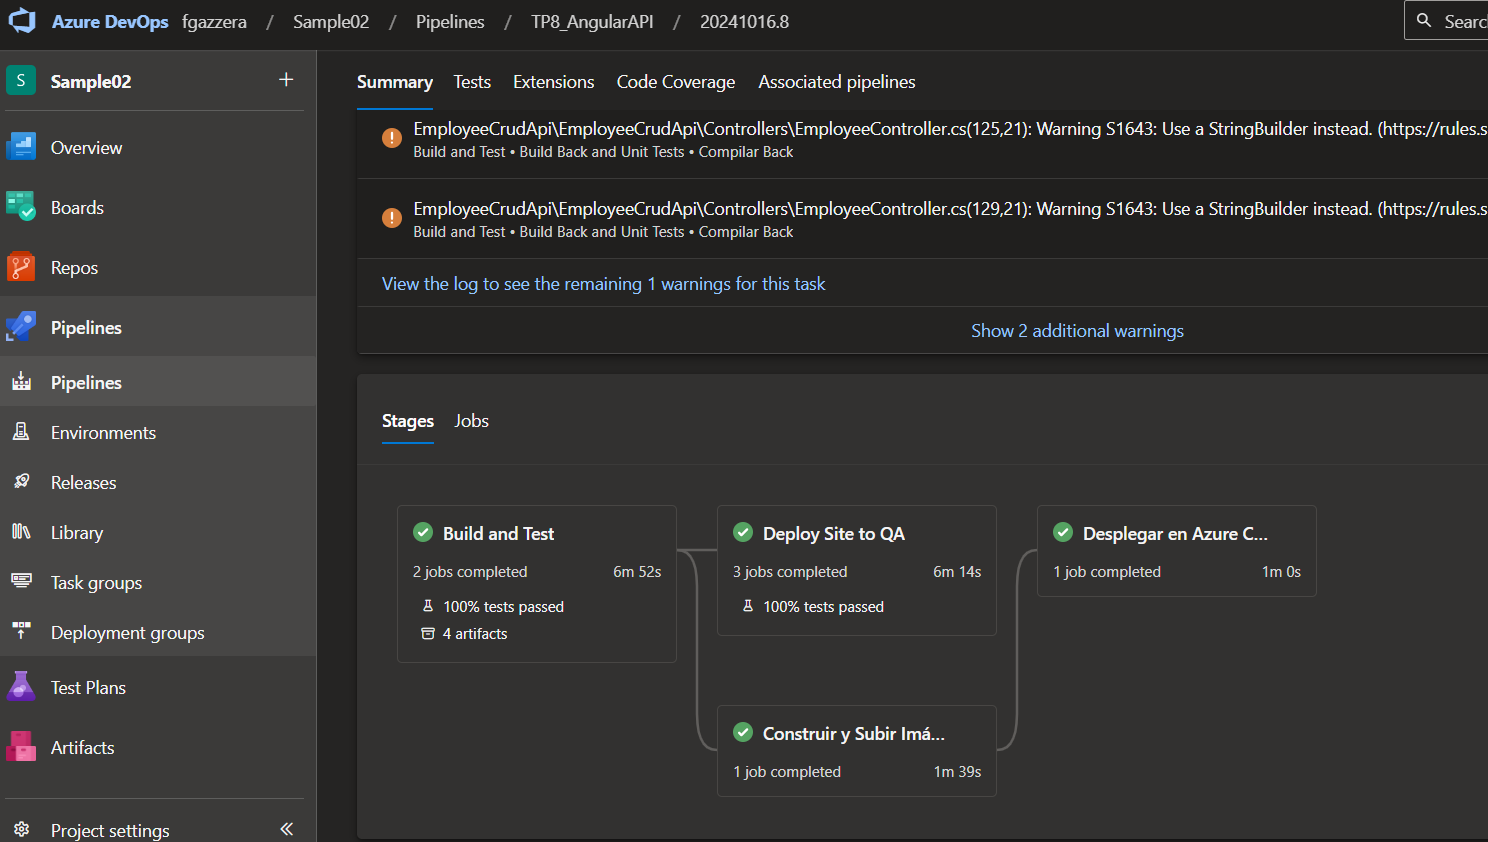 Azure DevOps fgazzera / Sample02 / Pipelines / TP8_AngularAPI / 20241016.8
S Sample02 +
Overview
Boards
Repos
Pipelines
Pipelines
Environments
Releases
Library
Task groups
Deployment groups
Test Plans
Artifacts
Project settings
Summary Tests Extensions Code Coverage Associated pipelines
EmployeeCrudApi\EmployeeCrudApi\Controllers\EmployeeController.cs(125,21): Warning S1643: Use a StringBuilder instead. (https://rules.s
Build and Test • Build Back and Unit Tests • Compilar Back
EmployeeCrudApi\EmployeeCrudApi\Controllers\EmployeeController.cs(129,21): Warning S1643: Use a StringBuilder instead. (https://rules.s
Build and Test • Build Back and Unit Tests • Compilar Back
View the log to see the remaining 1 warnings for this task
Show 2 additional warnings
Stages Jobs
Build and Test
2 jobs completed 6m 52s
100% tests passed
4 artifacts
Deploy Site to QA
3 jobs completed 6m 14s
100% tests passed
Desplegar en Azure C...
1 job completed 1m 0s
Construir y Subir Imá...
1 job completed 1m 39s